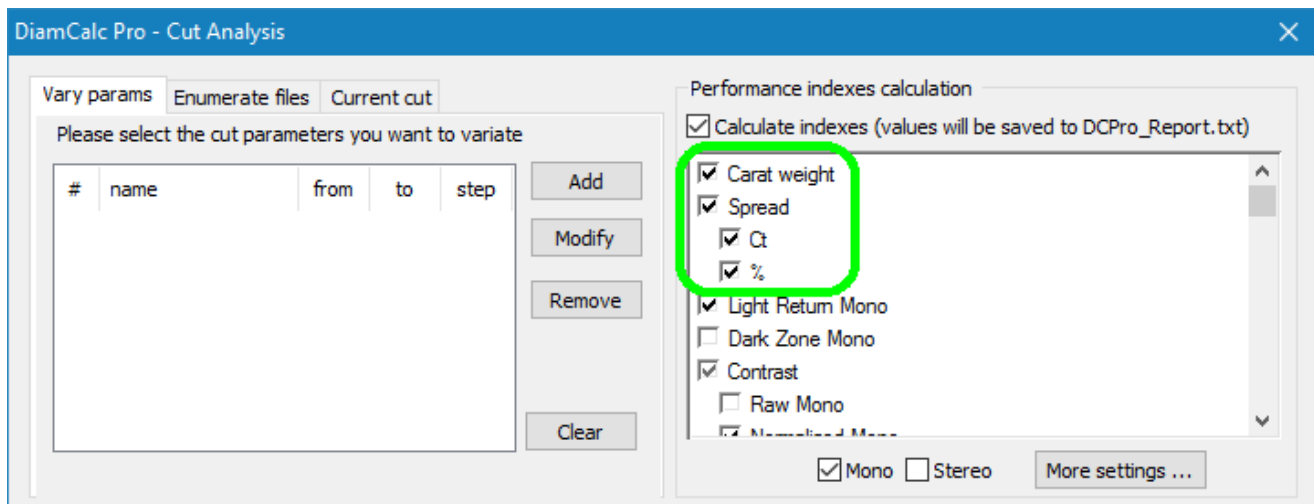 DiamCalc Pro - Cut Analysis
Vary params Enumerate files Current cut
Please select the cut parameters you want to variate
# name from to step
Add
Modify
Remove
Clear
Performance indexes calculation
Calculate indexes (values will be saved to DCPro_Report.txt)
Carat weight
Spread
Ct
%
Light Return Mono
Dark Zone Mono
Contrast
Raw Mono
Normalized Mono
Mono Stereo More settings ...